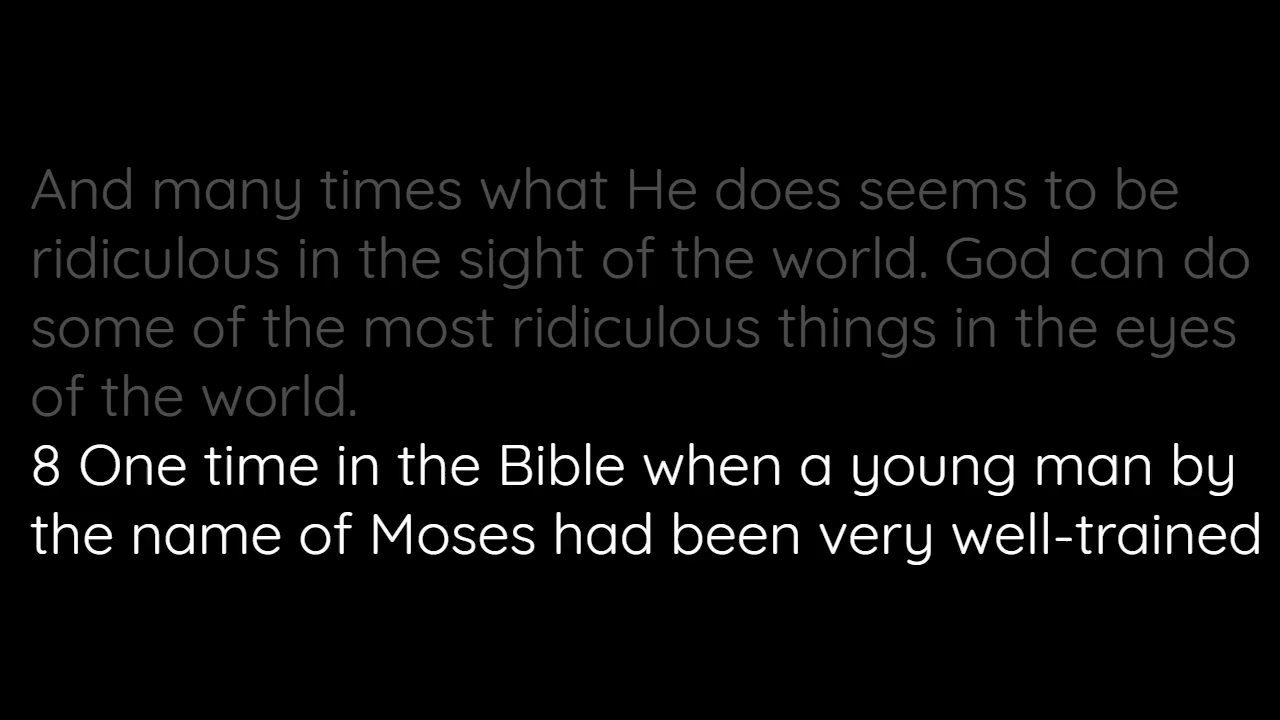 And many times what He does seems to be
ridiculous in the sight of the world. God can do
some of the most ridiculous things in the eyes
of the world.
8 One time in the Bible when a young man by
the name of Moses had been very well-trained